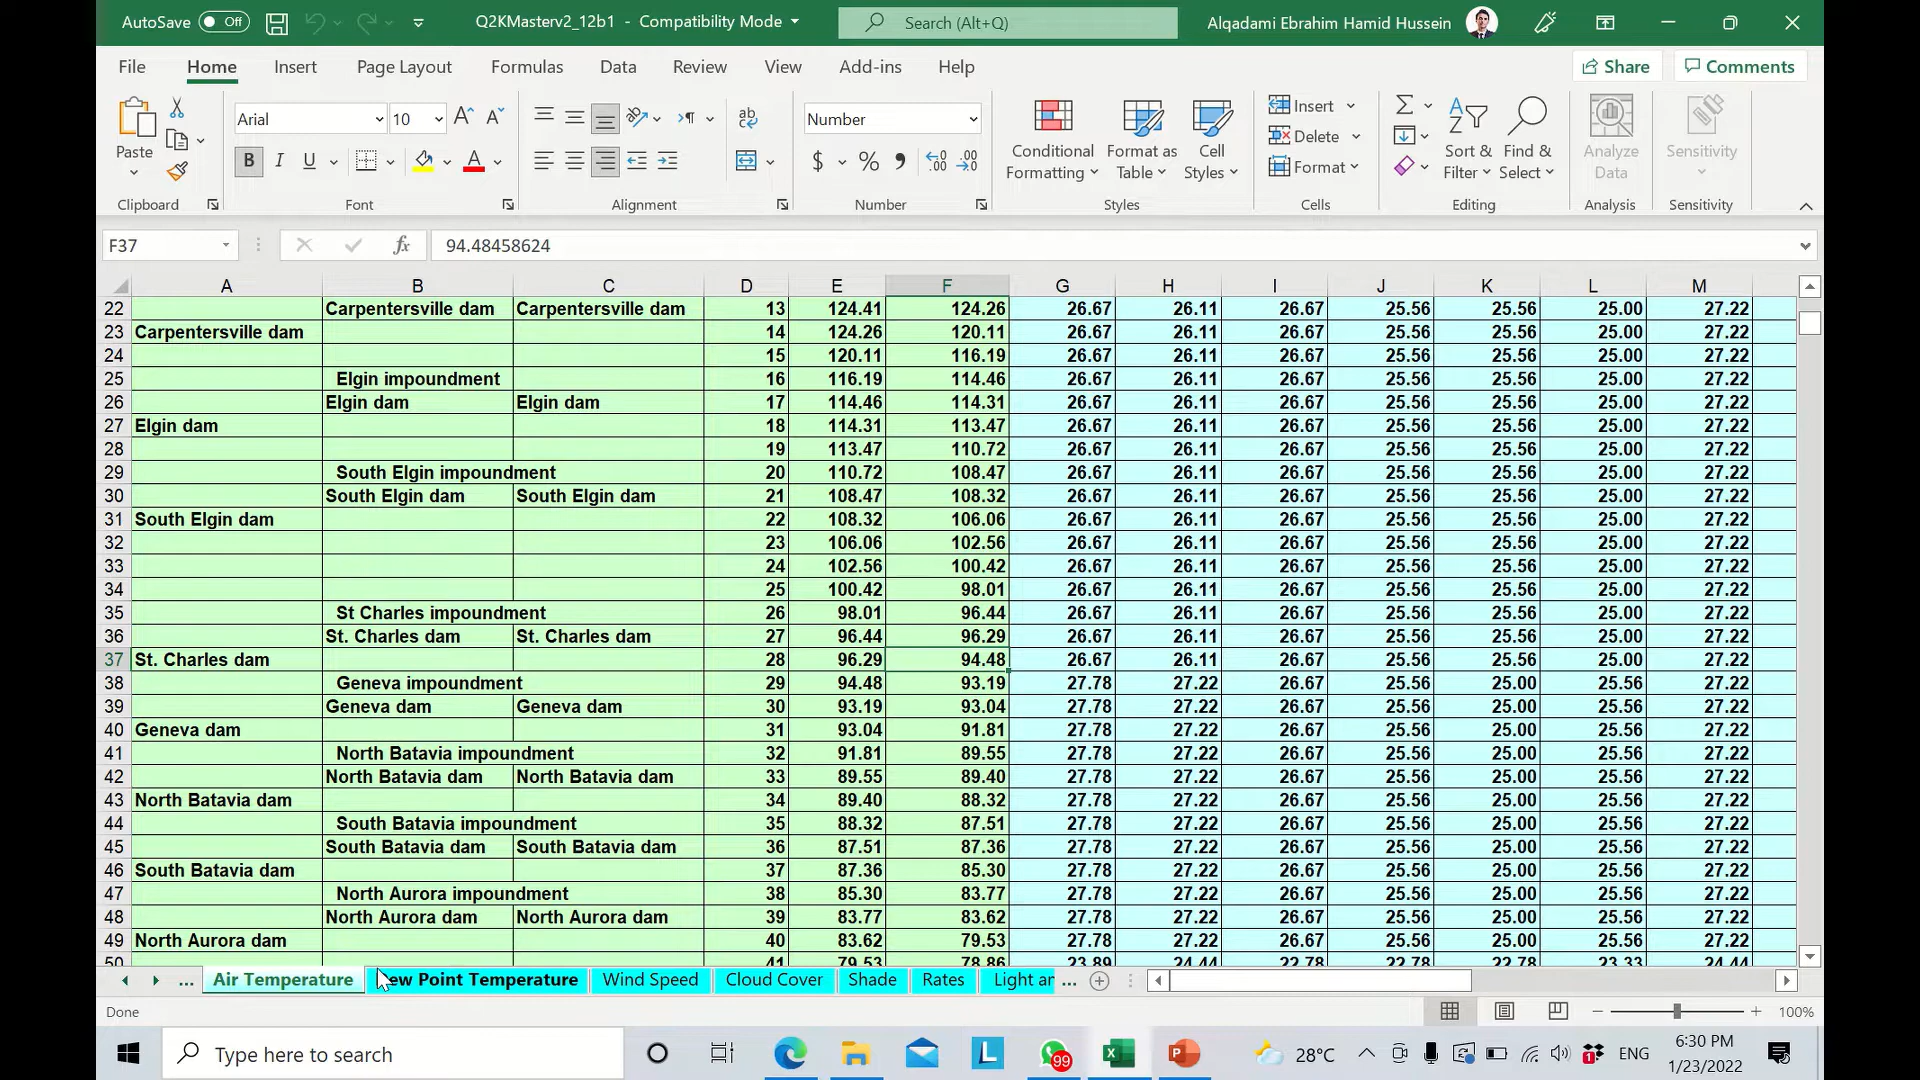 AutoSave Off Q2KMasterv2_12b1 - Compatibility Mode Search (Alt+Q) Alqadami Ebrahim Hamid Hussein
File Home Insert Page Layout Formulas Data Review View Add-ins Help Share Comments
Paste Arial 10 Number Conditional Formatting Format as Table Cell Styles Insert Delete Format Sort & Filter Find & Select Analyze Data Sensitivity
Clipboard Font Alignment Number Styles Cells Editing Analysis Sensitivity
F37 fx 94.48458624
A B C D E F G H I J K L M
22 Carpentersville dam Carpentersville dam 13 124.41 124.26 26.67 26.11 26.67 25.56 25.56 25.00 27.22
23 Carpentersville dam 14 124.26 120.11 26.67 26.11 26.67 25.56 25.56 25.00 27.22
24 15 120.11 116.19 26.67 26.11 26.67 25.56 25.56 25.00 27.22
25 Elgin impoundment 16 116.19 114.46 26.67 26.11 26.67 25.56 25.56 25.00 27.22
26 Elgin dam Elgin dam 17 114.46 114.31 26.67 26.11 26.67 25.56 25.56 25.00 27.22
27 Elgin dam 18 114.31 113.47 26.67 26.11 26.67 25.56 25.56 25.00 27.22
28 19 113.47 110.72 26.67 26.11 26.67 25.56 25.56 25.00 27.22
29 South Elgin impoundment 20 110.72 108.47 26.67 26.11 26.67 25.56 25.56 25.00 27.22
30 South Elgin dam South Elgin dam 21 108.47 108.32 26.67 26.11 26.67 25.56 25.56 25.00 27.22
31 South Elgin dam 22 108.32 106.06 26.67 26.11 26.67 25.56 25.56 25.00 27.22
32 23 106.06 102.56 26.67 26.11 26.67 25.56 25.56 25.00 27.22
33 24 102.56 100.42 26.67 26.11 26.67 25.56 25.56 25.00 27.22
34 25 100.42 98.01 26.67 26.11 26.67 25.56 25.56 25.00 27.22
35 St Charles impoundment 26 98.01 96.44 26.67 26.11 26.67 25.56 25.56 25.00 27.22
36 St. Charles dam St. Charles dam 27 96.44 96.29 26.67 26.11 26.67 25.56 25.56 25.00 27.22
37 St. Charles dam 28 96.29 94.48 26.67 26.11 26.67 25.56 25.56 25.00 27.22
38 Geneva impoundment 29 94.48 93.19 27.78 27.22 26.67 25.56 25.00 25.56 27.22
39 Geneva dam Geneva dam 30 93.19 93.04 27.78 27.22 26.67 25.56 25.00 25.56 27.22
40 Geneva dam 31 93.04 91.81 27.78 27.22 26.67 25.56 25.00 25.56 27.22
41 North Batavia impoundment 32 91.81 89.55 27.78 27.22 26.67 25.56 25.00 25.56 27.22
42 North Batavia dam North Batavia dam 33 89.55 89.40 27.78 27.22 26.67 25.56 25.00 25.56 27.22
43 North Batavia dam 34 89.40 88.32 27.78 27.22 26.67 25.56 25.00 25.56 27.22
44 South Batavia impoundment 35 88.32 87.51 27.78 27.22 26.67 25.56 25.00 25.56 27.22
45 South Batavia dam South Batavia dam 36 87.51 87.36 27.78 27.22 26.67 25.56 25.00 25.56 27.22
46 South Batavia dam 37 87.36 85.30 27.78 27.22 26.67 25.56 25.00 25.56 27.22
47 North Aurora impoundment 38 85.30 83.77 27.78 27.22 26.67 25.56 25.00 25.56 27.22
48 North Aurora dam North Aurora dam 39 83.77 83.62 27.78 27.22 26.67 25.56 25.00 25.56 27.22
49 North Aurora dam 40 83.62 79.53 27.78 27.22 26.67 25.56 25.00 25.56 27.22
50 41 79.53 78.86 23.89 24.44 22.78 22.78 22.78 23.33 24.44
... Air Temperature ew Point Temperature Wind Speed Cloud Cover Shade Rates Light ar ...
Done 100%
Type here to search 99 28°C 1 ENG 6:30 PM
1/23/2022